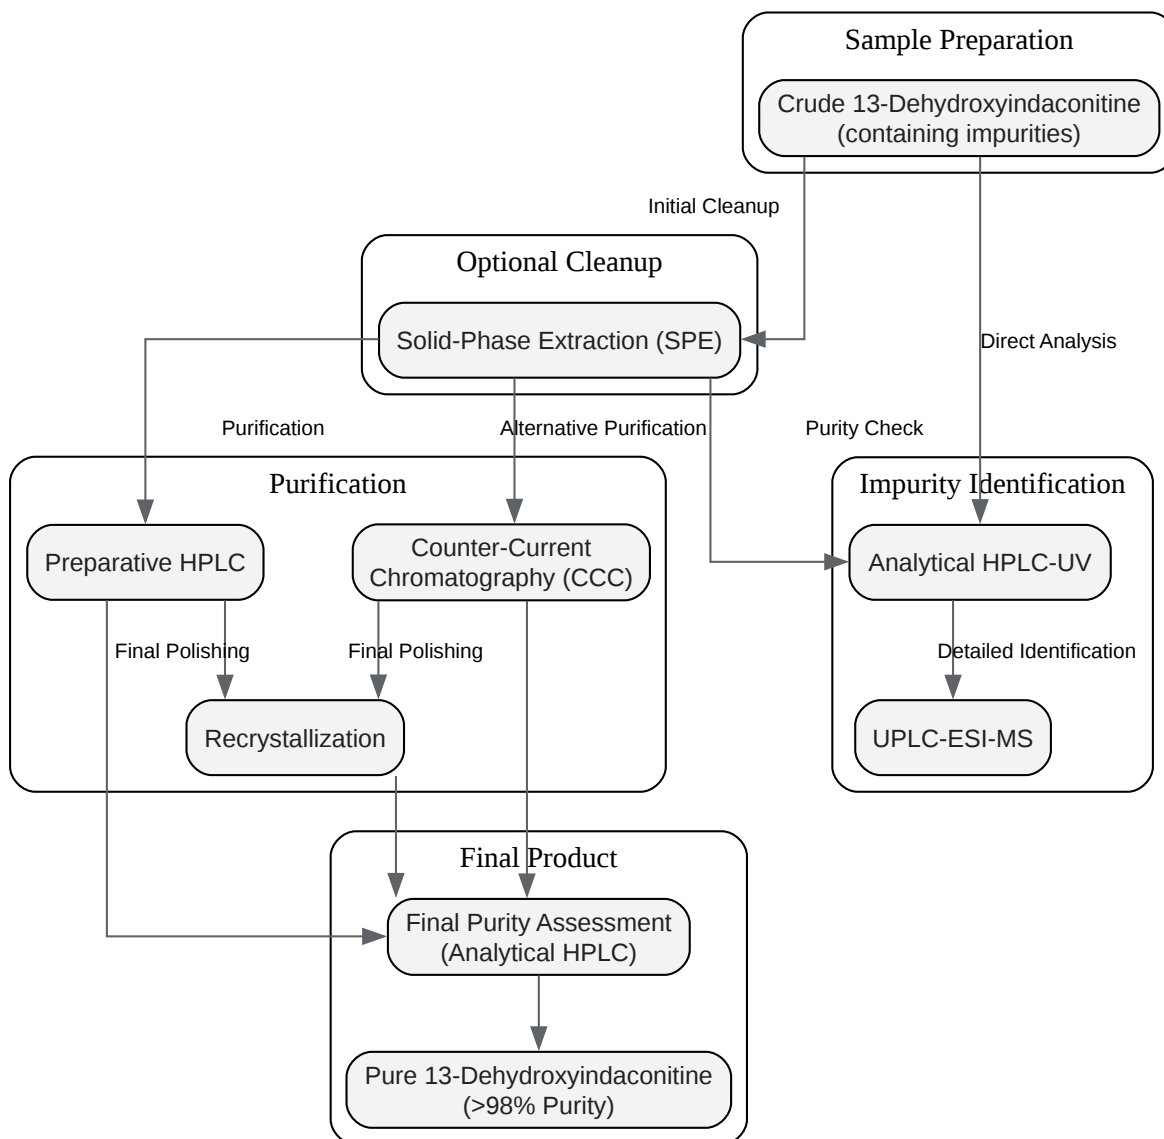 Sample Preparation
Crude 13-Dehydroxyindaconitine
(containing impurities)
Initial Cleanup
Optional Cleanup
Solid-Phase Extraction (SPE)
Direct Analysis
Purification
Alternative Purification
Purity Check
Purification
Impurity Identification
Preparative HPLC
Counter-Current
Chromatography (CCC)
Analytical HPLC-UV
Final Polishing
Final Polishing
Detailed Identification
Recrystallization
UPLC-ESI-MS
Final Product
Final Purity Assessment
(Analytical HPLC)
Pure 13-Dehydroxyindaconitine
(>98% Purity)